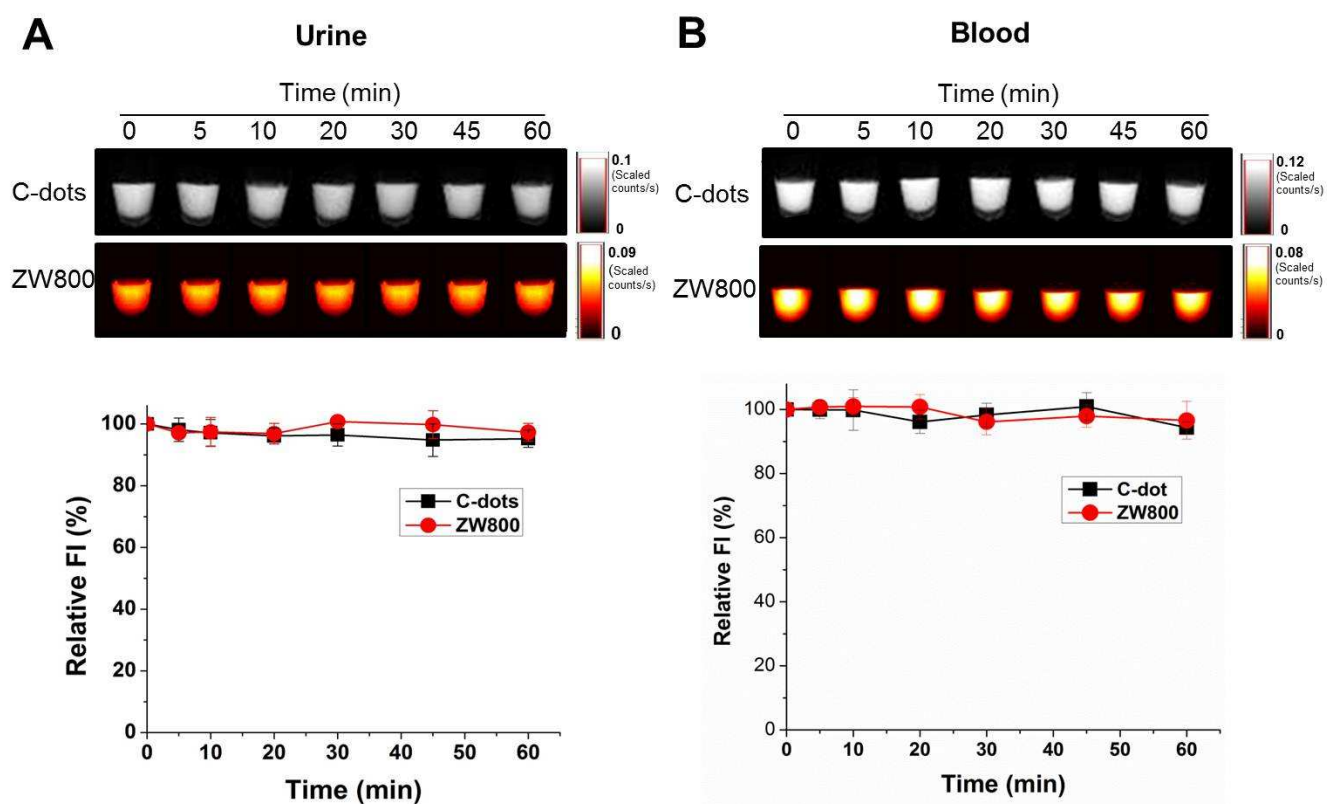 A
Urine
Time (min)
0 5 10 20 30 45 60
C-dots
0.1
(Scaled
counts/s)
0
ZW800
0.09
(Scaled
counts/s)
0
100
80
60
40
20
0
Relative FI (%)
C-dots
ZW800
0 10 20 30 40 50 60
Time (min)
B
Blood
Time (min)
0 5 10 20 30 45 60
C-dots
0.12
(Scaled
counts/s)
0
ZW800
0.08
(Scaled
counts/s)
0
100
80
60
40
20
0
Relative FI (%)
C-dot
ZW800
0 10 20 30 40 50 60
Time (min)